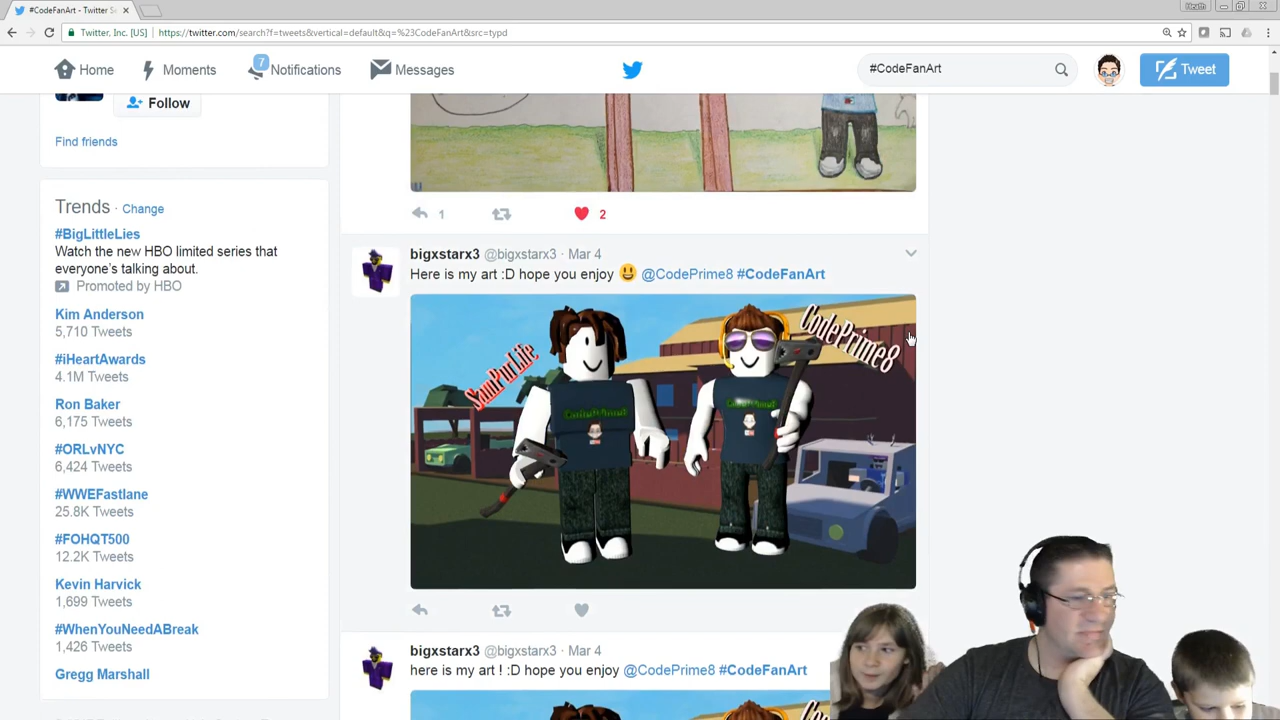 #CodeFanArt - Twitter Se
Heath
Twitter, Inc. [US] https://twitter.com/search?f=tweets&vertical=default&q=%23CodeFanArt&src=typd
Home
Moments
7
Notifications
Messages
#CodeFanArt
Tweet
Follow
Find friends
Trends · Change
#BigLittleLies
Watch the new HBO limited series that
everyone's talking about.
Promoted by HBO
Kim Anderson
5,710 Tweets
#iHeartAwards
4.1M Tweets
Ron Baker
6,175 Tweets
#ORLvNYC
6,424 Tweets
#WWEFastlane
25.8K Tweets
#FOHQT500
12.2K Tweets
Kevin Harvick
1,699 Tweets
#WhenYouNeedABreak
1,426 Tweets
Gregg Marshall
1
2
bigxstarx3 @bigxstarx3 · Mar 4
Here is my art :D hope you enjoy 😃 @CodePrime8 #CodeFanArt
SamPurLife
CodePrime8
CodePrime8
CodePrime8
bigxstarx3 @bigxstarx3 · Mar 4
here is my art ! :D hope you enjoy @CodePrime8 #CodeFanArt